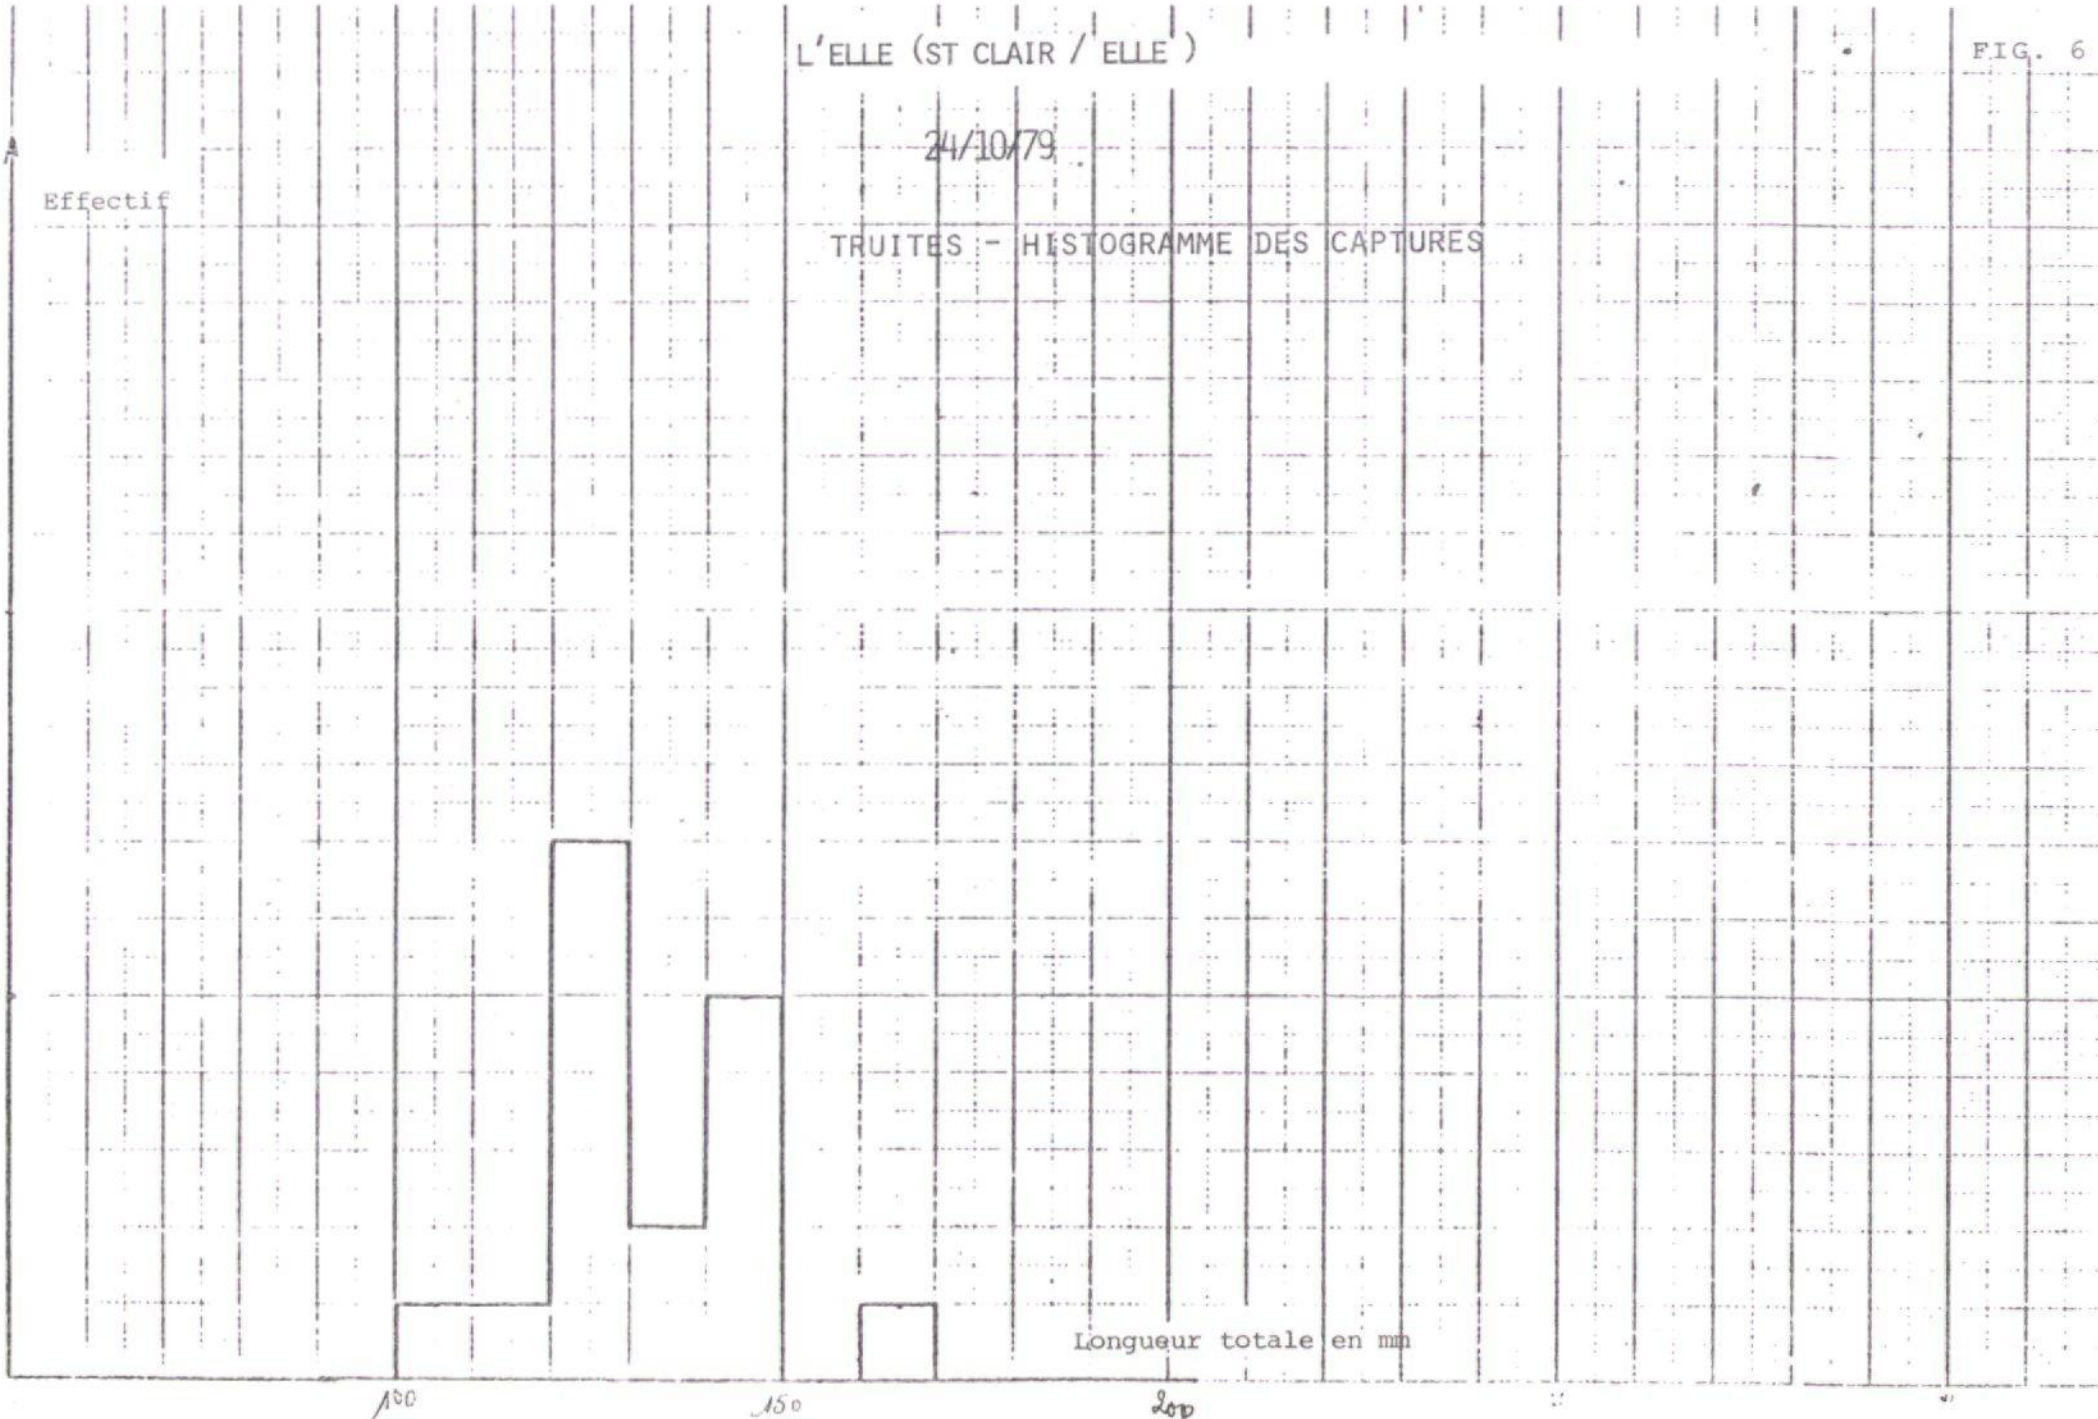 L'ELLE (ST CLAIR / ELLE )
FIG. 6
24/10/79
Effectif
TRUITES - HISTOGRAMME DES CAPTURES
Longueur totale en mm
100
150
200